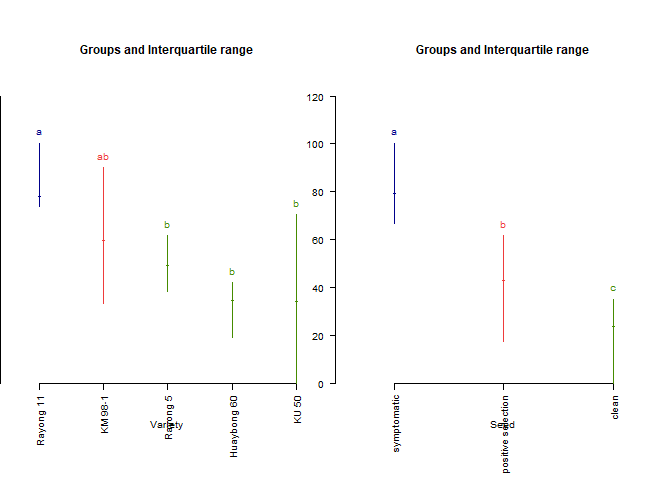 Groups and Interquartile range
a
ab
b
b
b
Rayong 11
KM 98-1
Rayong 5
Huaybong 60
KU 50
Variety
Groups and Interquartile range
120
100
80
60
40
20
0
a
b
c
symptomatic
positive selection
clean
Seed